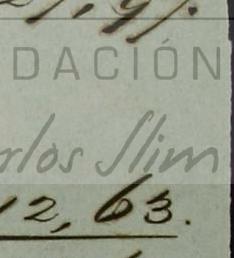 DACIÓN
rlos Slim
12,63.